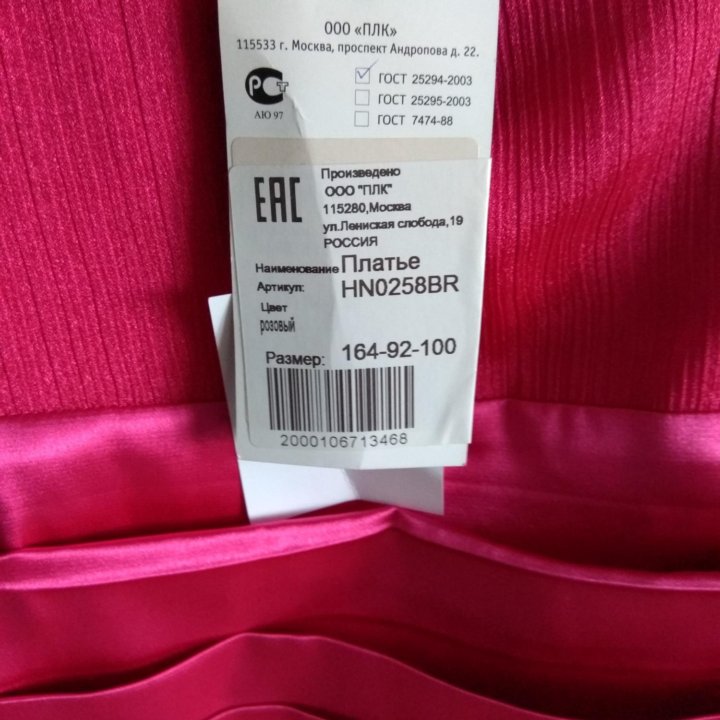 ООО «ПЛК»
115533 г. Москва, проспект Андропова д. 22.
РСТ
АЮ 97
ГОСТ 25294-2003
ГОСТ 25295-2003
ГОСТ 7474-88
ЕАС
Произведено
ООО "ПЛК"
115280,Москва
ул.Лениская слобода,19
РОССИЯ
Наименование Платье
Артикул: HN0258BR
Цвет
розовый
Размер: 164-92-100
2000106713468